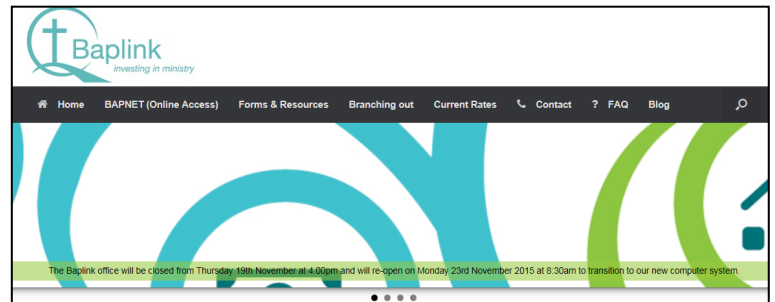 Baplink
investing in ministry
Home BAPNET (Online Access) Forms & Resources Branching out Current Rates Contact ? FAQ Blog
The Baplink office will be closed from Thursday 19th November at 4.00pm and will re-open on Monday 23rd November 2015 at 8:30am to transition to our new computer system.